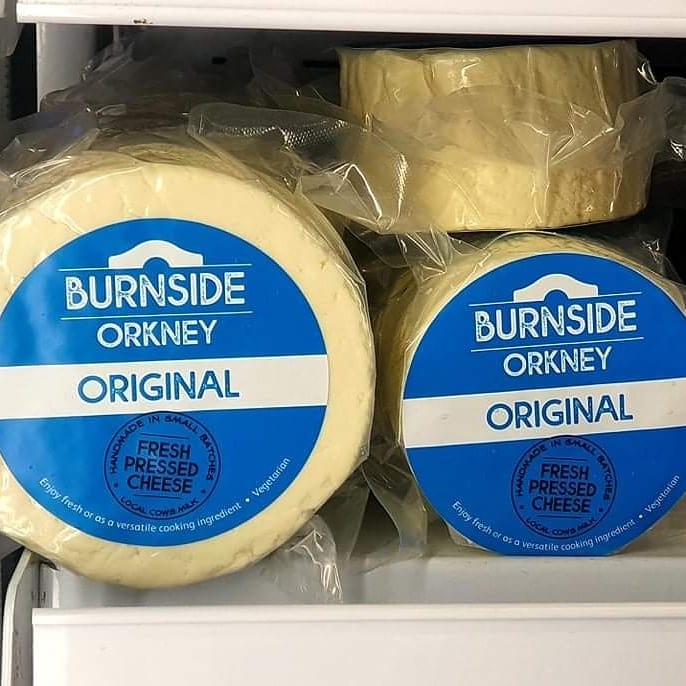 BURNSIDE
ORKNEY
ORIGINAL
HANDMADE IN SMALL BATCHES
FRESH
PRESSED
CHEESE
LOCAL COWS MILK
Enjoy fresh or as a versatile cooking ingredient • Vegetarian
BURNSIDE
ORKNEY
ORIGINAL
HANDMADE IN SMALL BATCHES
FRESH
PRESSED
CHEESE
LOCAL COWS MILK
Enjoy fresh or as a versatile cooking ingredient • Vegetarian